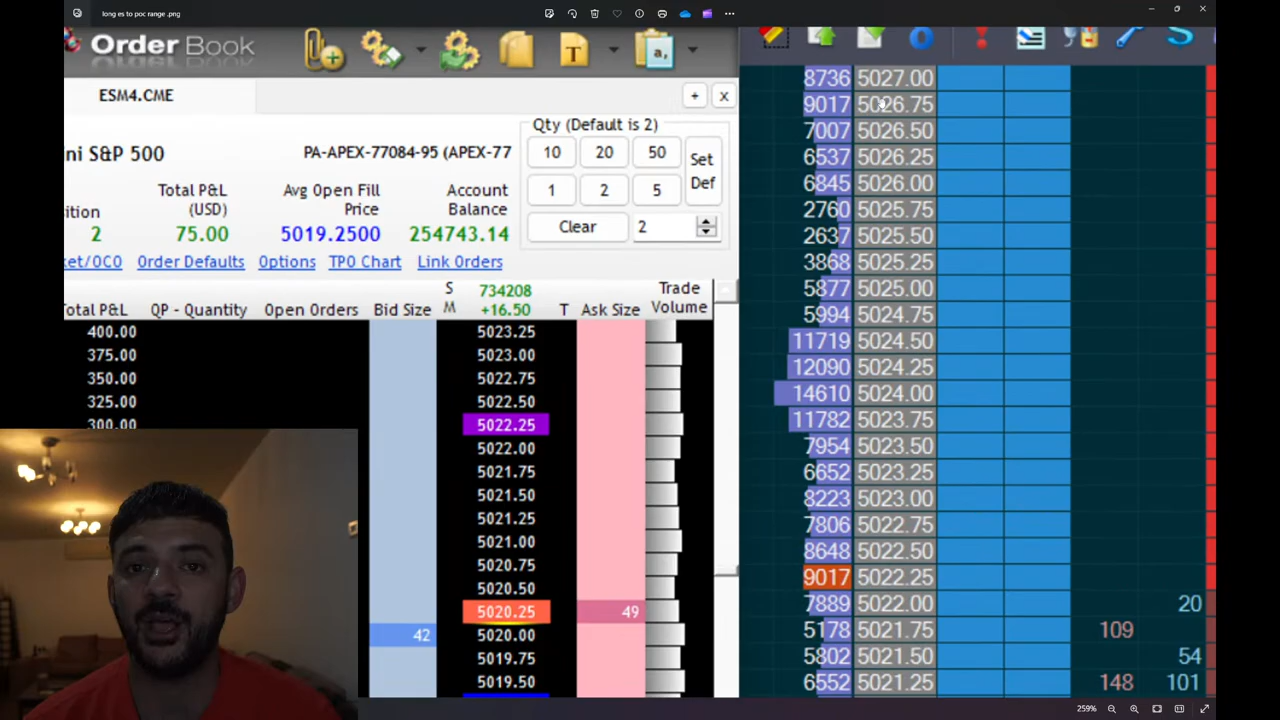 long es to poc range .png
Order Book
ESM4.CME
+ x
ni S&P 500
PA-APEX-77084-95 (APEX-77
Qty (Default is 2)
10 20 50
Set Def
1 2 5
Clear
2
ition
2
Total P&L (USD)
75.00
Avg Open Fill Price
5019.2500
Account Balance
254743.14
ket/OCO Order Defaults Options TPO Chart Link Orders
Total P&L QP - Quantity Open Orders Bid Size S M 734208 +16.50 T Ask Size Trade Volume
400.00 5023.25
375.00 5023.00
350.00 5022.75
325.00 5022.50
300.00 5022.25
5022.00
5021.75
5021.50
5021.25
5021.00
5020.75
5020.50
5020.25 49
42 5020.00
5019.75
5019.50
8736 5027.00
9017 5026.75
7007 5026.50
6537 5026.25
6845 5026.00
2760 5025.75
2637 5025.50
3868 5025.25
5877 5025.00
5994 5024.75
11719 5024.50
12090 5024.25
14610 5024.00
11782 5023.75
7954 5023.50
6652 5023.25
8223 5023.00
7806 5022.75
8648 5022.50
9017 5022.25
7889 5022.00 20
5178 5021.75 109
5802 5021.50 54
6552 5021.25 148 101
259%